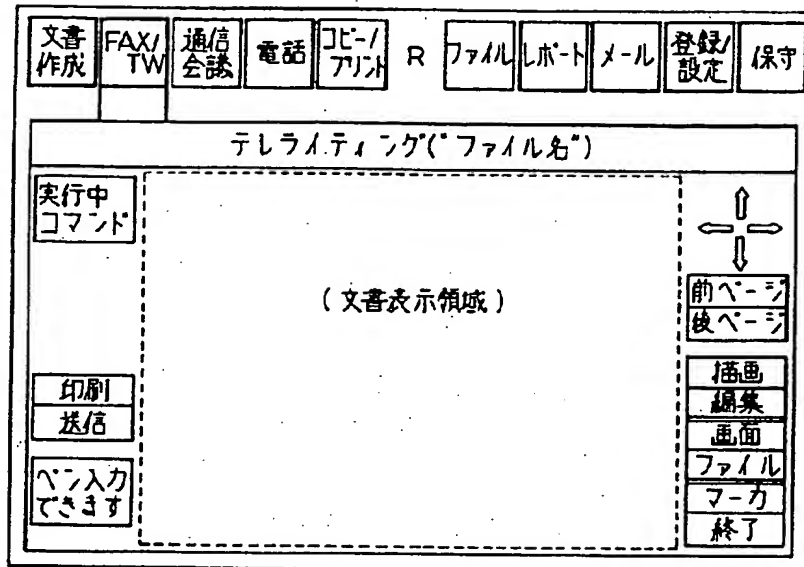 文書作成
FAX/TW
通信会議
電話
コピー/プリント
R
ファイル
レポート
メール
登録/設定
保守
テレライティング("ファイル名")
実行中
コマンド
(文書表示領域)
前ページ
後ページ
印刷
送信
ペン入力
できます
描画
編集
画面
ファイル
マーカ
終了